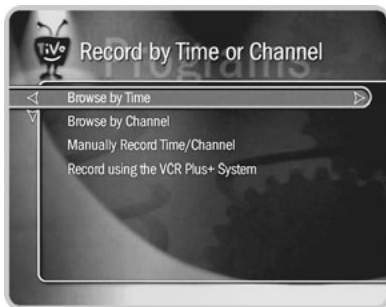 TiVo
Record by Time or Channel
Programs
Browse by Time
Browse by Channel
Manually Record Time/Channel
Record using the VCR Plus+ System